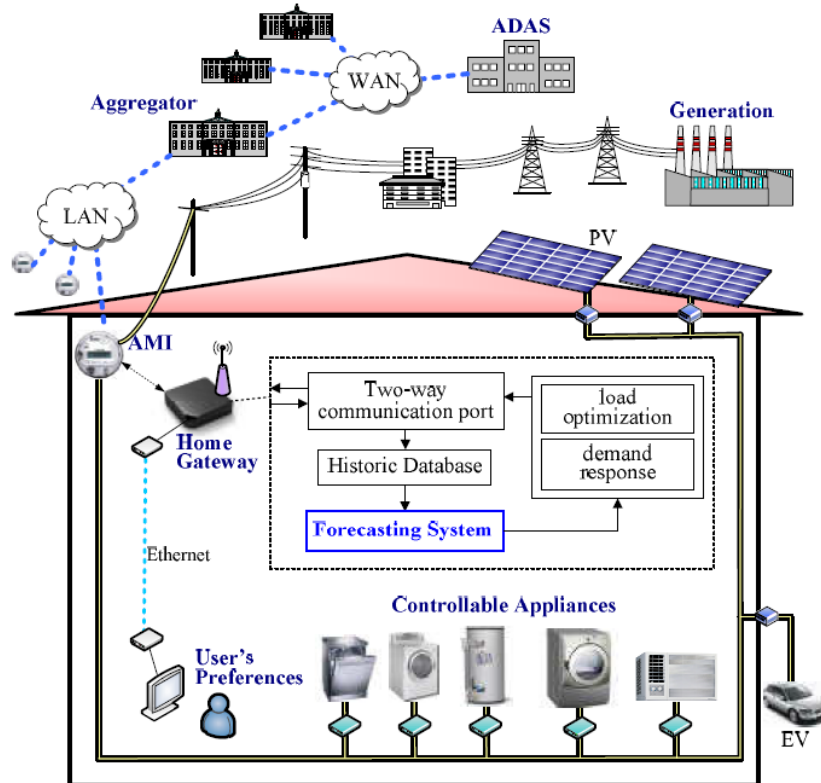 ADAS
WAN
Aggregator
Generation
LAN
PV
AMI
Two-way
communication port
load
optimization
Home
Gateway
Historic Database
demand
response
Forecasting System
Ethernet
Controllable Appliances
User's
Preferences
EV